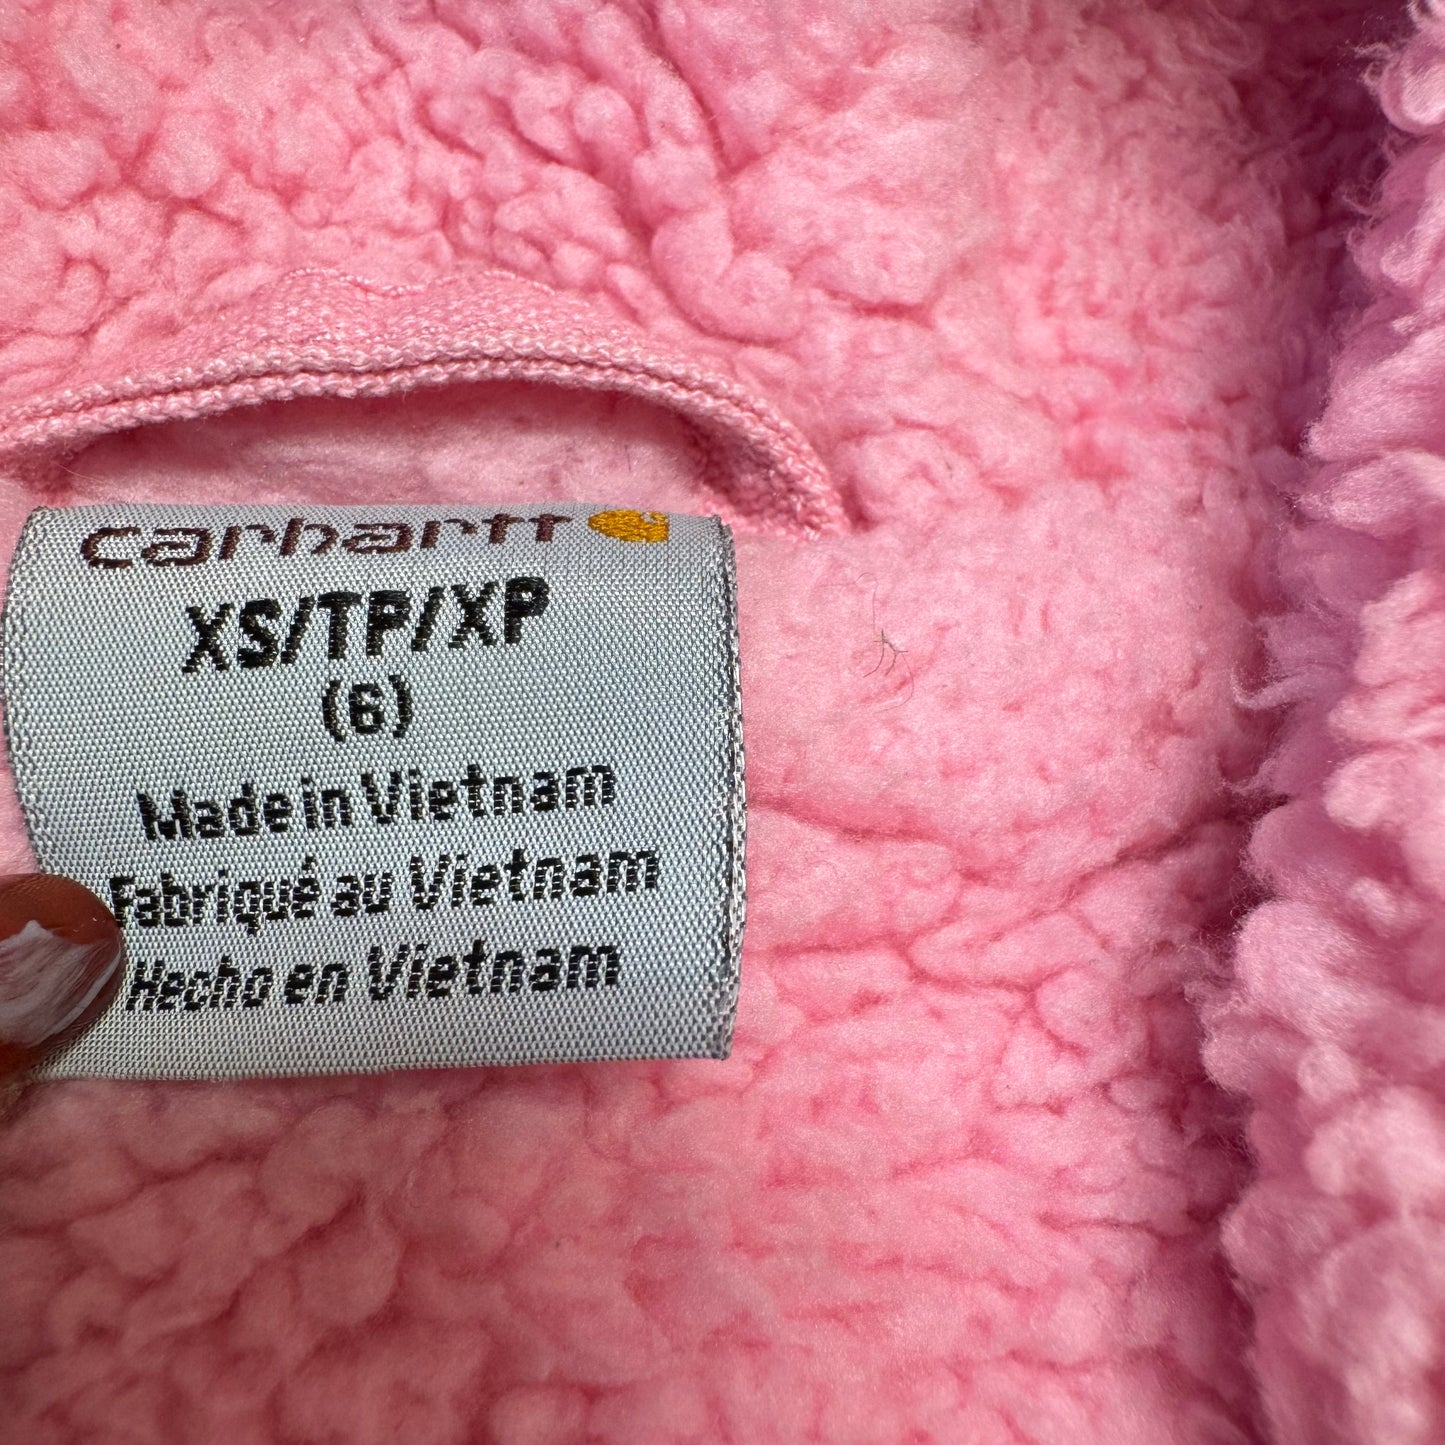 carhartt
XS/TP/XP
(6)
Made in Vietnam
Fabriqué au Vietnam
Hecho en Vietnam